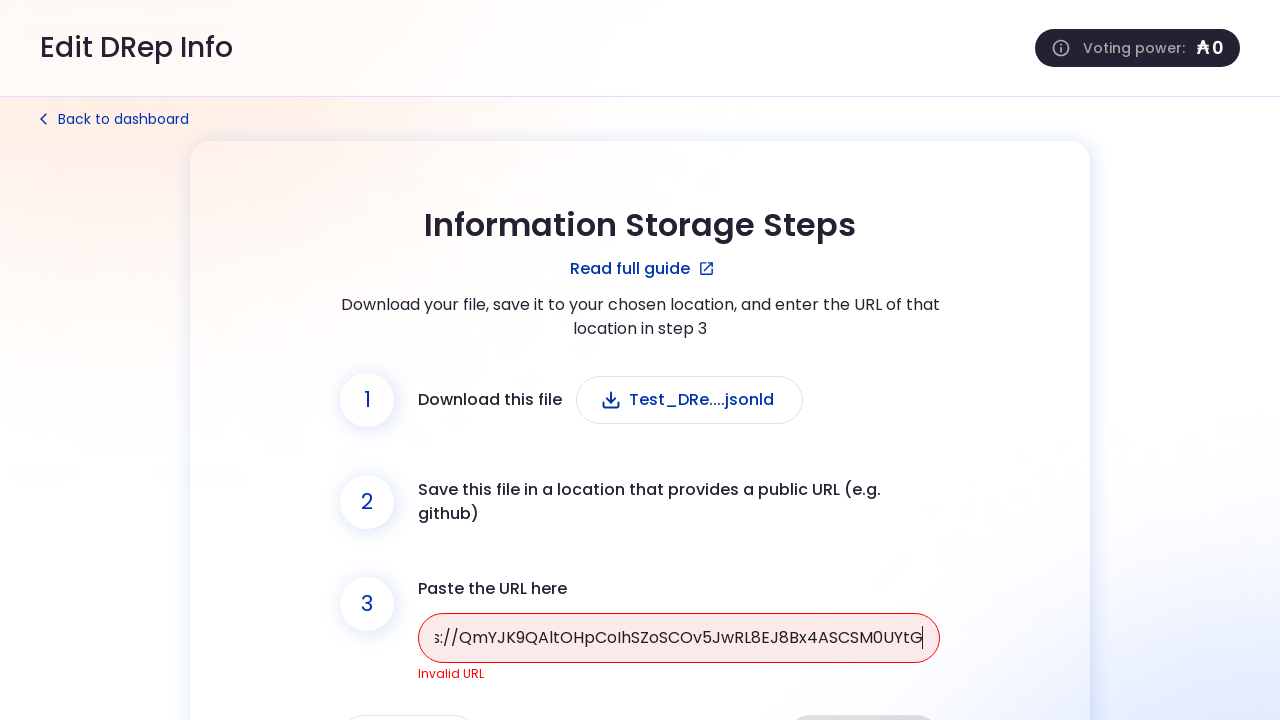 Edit DRep Info
Voting power: ₳ 0
Back to dashboard
Information Storage Steps
Read full guide
Download your file, save it to your chosen location, and enter the URL of that
location in step 3
1
Download this file
Test_DRe....jsonld
2
Save this file in a location that provides a public URL (e.g.
github)
Paste the URL here
3
s://QmYJK9QAltOHpCoIhSZoSCOv5JwRL8EJ8Bx4ASCSM0UYtG
Invalid URL